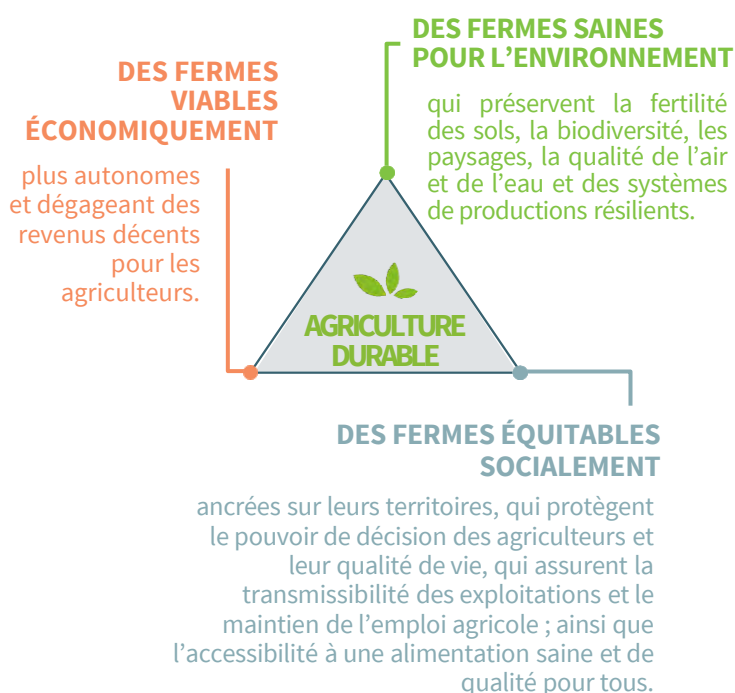 DES FERMES SAINES
POUR L’ENVIRONNEMENT
qui préservent la fertilité
des sols, la biodiversité, les
paysages, la qualité de l’air
et de l’eau et des systèmes
de productions résilients.
DES FERMES
VIABLES
ÉCONOMIQUEMENT
plus autonomes
et dégageant des
revenus décents
pour les
agriculteurs.
AGRICULTURE
DURABLE
DES FERMES ÉQUITABLES
SOCIALEMENT
ancrées sur leurs territoires, qui protègent
le pouvoir de décision des agriculteurs et
leur qualité de vie, qui assurent la
transmissibilité des exploitations et le
maintien de l’emploi agricole ; ainsi que
l’accessibilité à une alimentation saine et de
qualité pour tous.